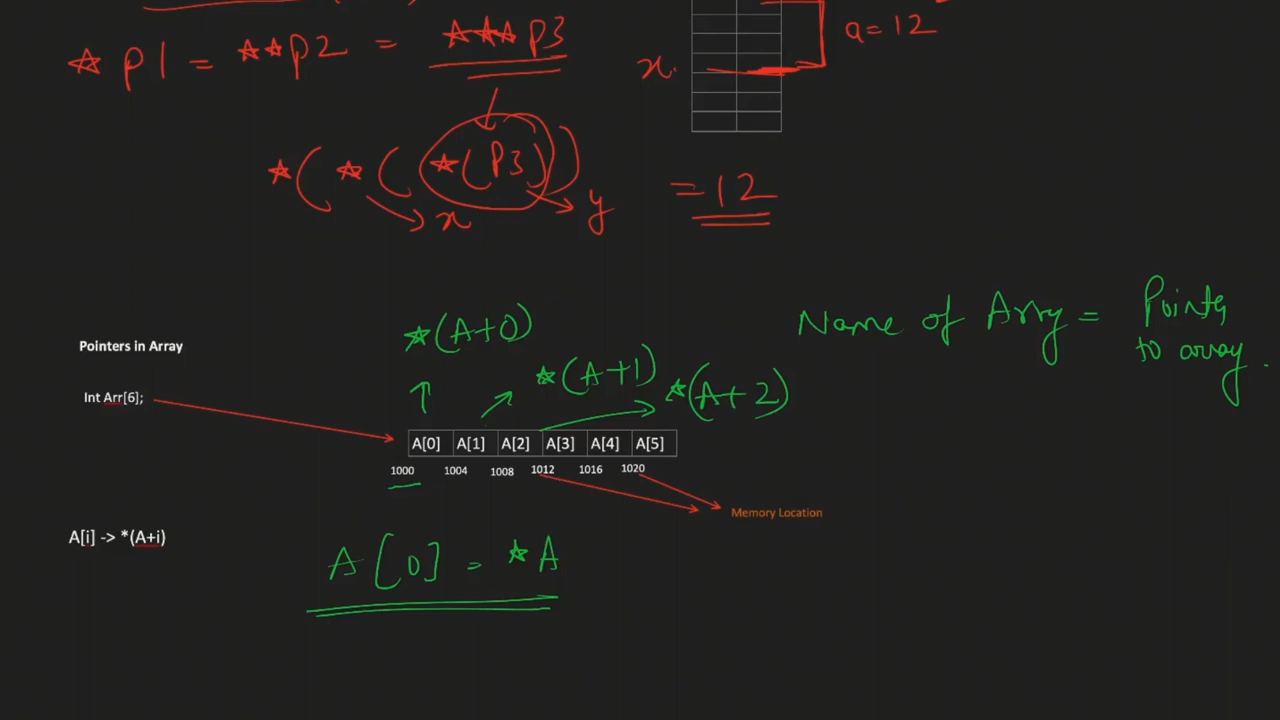 *p1 = **p2 = ***p3
a=12
x.
*(*(*(P3)))
=12
x
y
Name of Array = Pointer
to array.
*(A+0)
*(A+1)
*(A+2)
Pointers in Array
Int Arr[6];
A[0] A[1] A[2] A[3] A[4] A[5]
1000 1004 1008 1012 1016 1020
Memory Location
A[i] -> *(A+i)
A[0] = *A